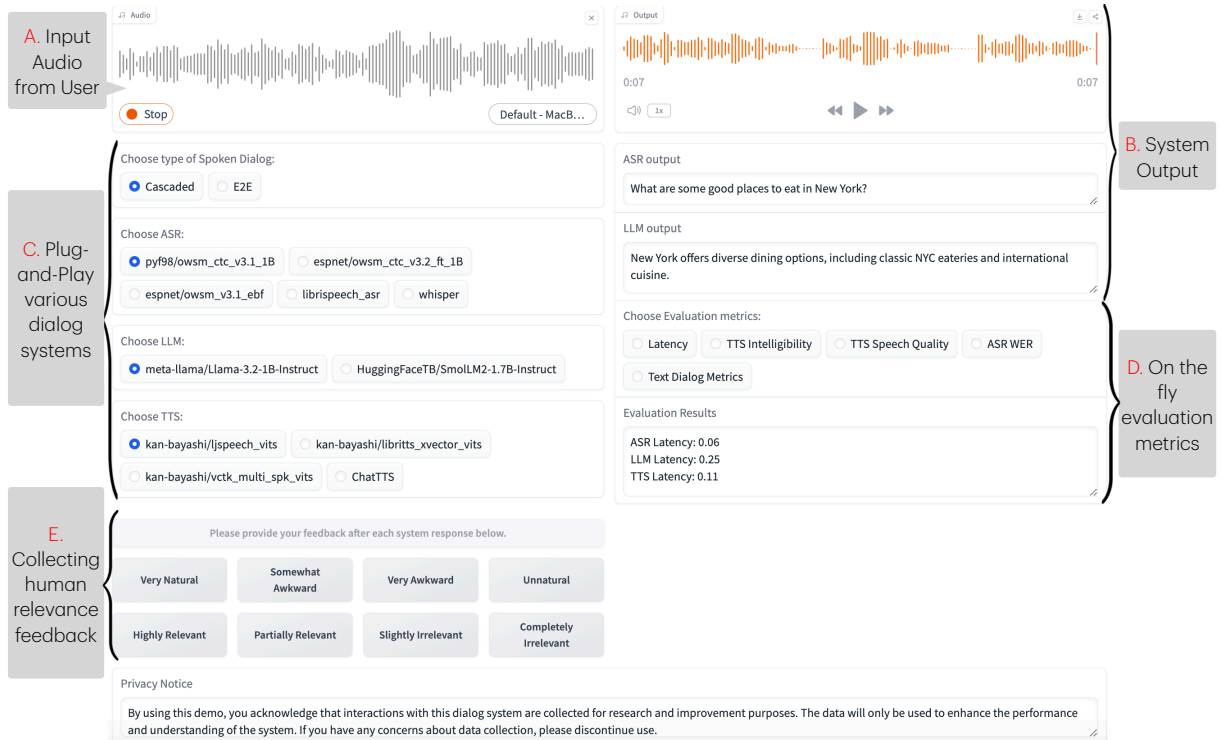 A. Input
Audio
from User
Audio
Stop
Default - MacB...
Output
0:07
0:07
1x
B. System
Output
C. Plug-
and-Play
various
dialog
systems
Choose type of Spoken Dialog:
Cascaded
E2E
Choose ASR:
pyf98/owsm_ctc_v3.1_1B
espnet/owsm_ctc_v3.2_ft_1B
espnet/owsm_v3.1_ebf
librispeech_asr
whisper
Choose LLM:
meta-llama/Llama-3.2-1B-Instruct
HuggingFaceTB/SmolLM2-1.7B-Instruct
Choose TTS:
kan-bayashi/ljspeech_vits
kan-bayashi/libritts_xvector_vits
kan-bayashi/vctk_multi_spk_vits
ChatTTS
ASR output
What are some good places to eat in New York?
LLM output
New York offers diverse dining options, including classic NYC eateries and international
cuisine.
Choose Evaluation metrics:
Latency
TTS Intelligibility
TTS Speech Quality
ASR WER
Text Dialog Metrics
Evaluation Results
ASR Latency: 0.06
LLM Latency: 0.25
TTS Latency: 0.11
D. On the
fly
evaluation
metrics
E.
Collecting
human
relevance
feedback
Please provide your feedback after each system response below.
Very Natural
Somewhat
Awkward
Very Awkward
Unnatural
Highly Relevant
Partially Relevant
Slightly Irrelevant
Completely
Irrelevant
Privacy Notice
By using this demo, you acknowledge that interactions with this dialog system are collected for research and improvement purposes. The data will only be used to enhance the performance
and understanding of the system. If you have any concerns about data collection, please discontinue use.